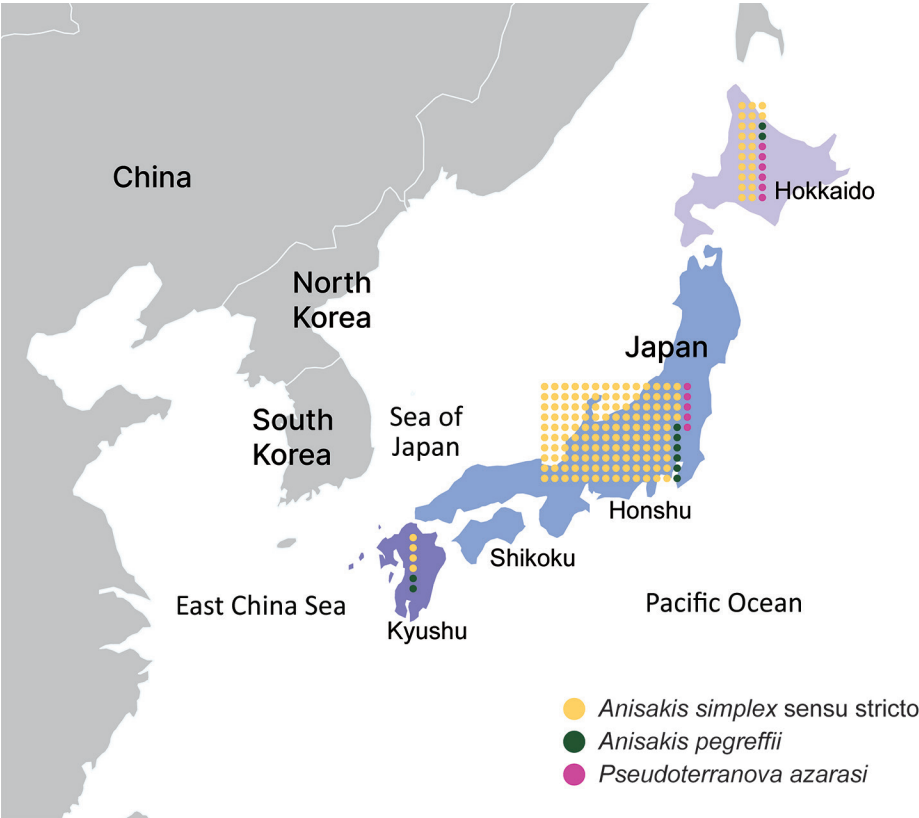 China
Hokkaido
North
Korea
Japan
South
Korea
Sea of
Japan
Honshu
Shikoku
East China Sea
Pacific Ocean
Kyushu
Anisakis simplex sensu stricto
Anisakis pegreffii
Pseudoterranova azarasi